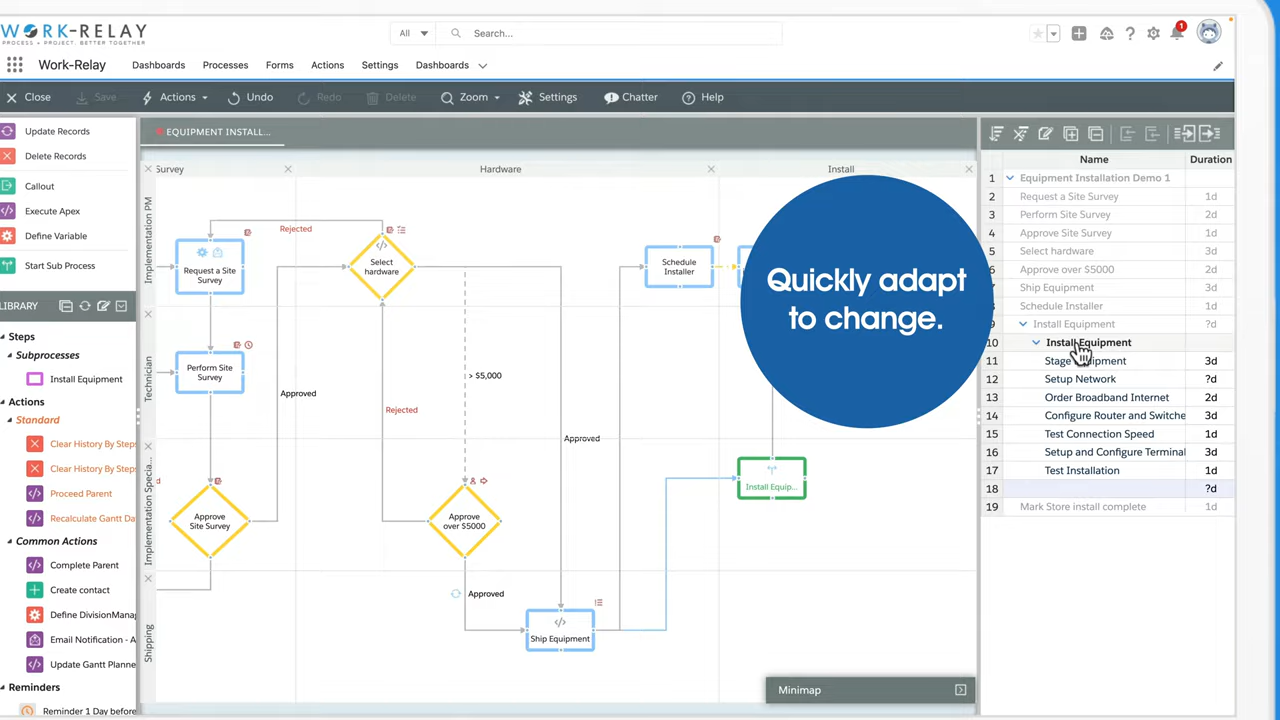 WORK-RELAY
PROCESS + PROJECT. BETTER TOGETHER
All
Search...
1
Work-Relay
Dashboards
Processes
Forms
Actions
Settings
Dashboards
Close
Save
Actions
Undo
Redo
Delete
Zoom
Settings
Chatter
Help
Update Records
Delete Records
Callout
Execute Apex
Define Variable
Start Sub Process
LIBRARY
Steps
Subprocesses
Install Equipment
Actions
Standard
Clear History By Steps
Clear History By Steps
Proceed Parent
Recalculate Gantt Da
Common Actions
Complete Parent
Create contact
Define DivisionManag
Email Notification - A
Update Gantt Planne
Reminders
Reminder 1 Day before
EQUIPMENT INSTALL...
Survey
Hardware
Install
Implementation PM
Technician
Implementation Specia...
Shipping
Request a Site
Survey
Rejected
Select
hardware
Schedule
Installer
Perform Site
Survey
Approved
> $5,000
Rejected
Approved
Install Equip...
Approve
Site Survey
Approve
over $5000
Approved
Ship Equipment
Minimap
Quickly adapt
to change.
Name Duration
1 Equipment Installation Demo 1
2 Request a Site Survey 1d
3 Perform Site Survey 2d
4 Approve Site Survey 1d
5 Select hardware 3d
6 Approve over $5000 2d
7 Ship Equipment 3d
8 Schedule Installer 1d
9 Install Equipment ?d
10 Install Equipment
11 Stage Equipment 3d
12 Setup Network ?d
13 Order Broadband Internet 2d
14 Configure Router and Switche 3d
15 Test Connection Speed 1d
16 Setup and Configure Terminal 3d
17 Test Installation 1d
18 ?d
19 Mark Store install complete 1d